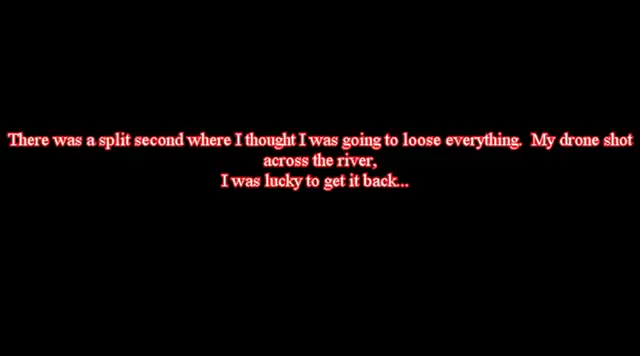 There was a split second where I thought I was going to loose everything.  My drone shot
across the river,
I was lucky to get it back...